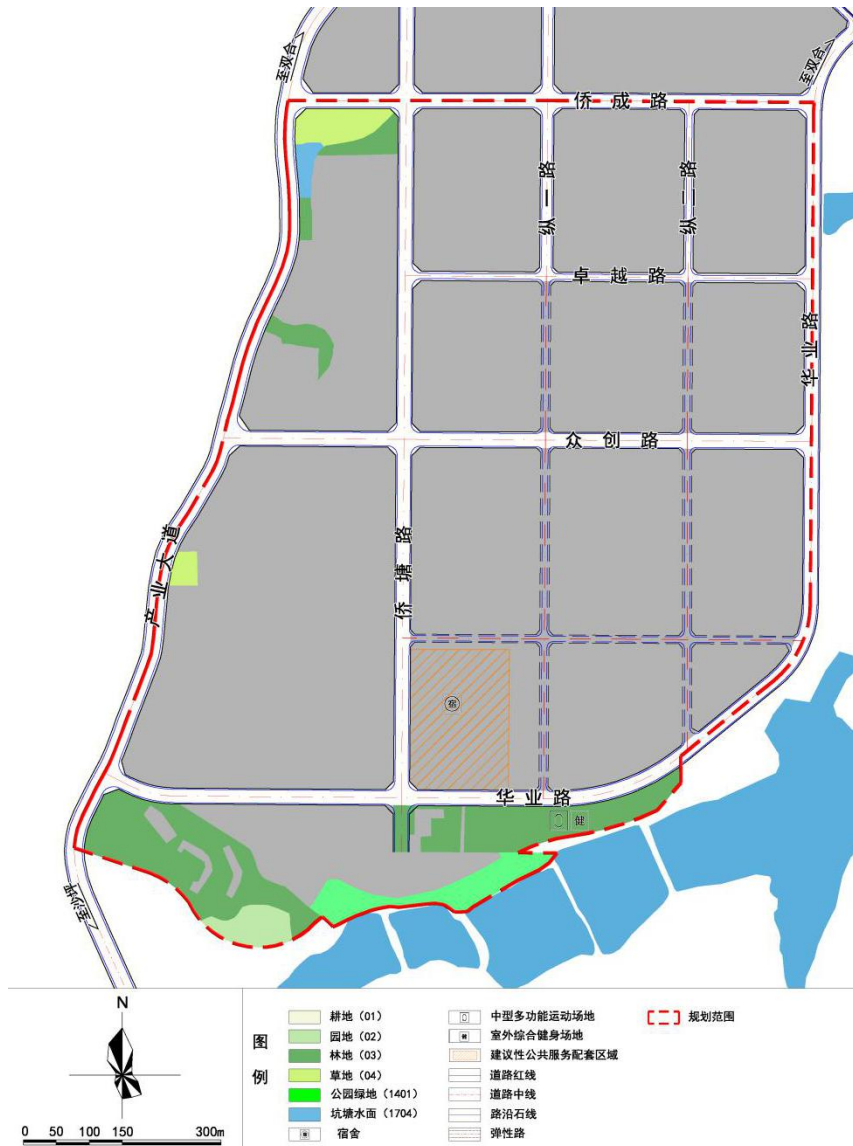 至双合
至双合
侨成路
纵一路
纵二路
卓越路
华业路
众创路
产业大道
侨塘路
宿
华业路
健
至沙坪
N
0 50 100 150 300m
图例
耕地（01）
园地（02）
林地（03）
草地（04）
公园绿地（1401）
坑塘水面（1704）
宿舍
中型多功能运动场地
室外综合健身场地
建议性公共服务配套区域
道路红线
道路中线
路沿石线
弹性路
规划范围